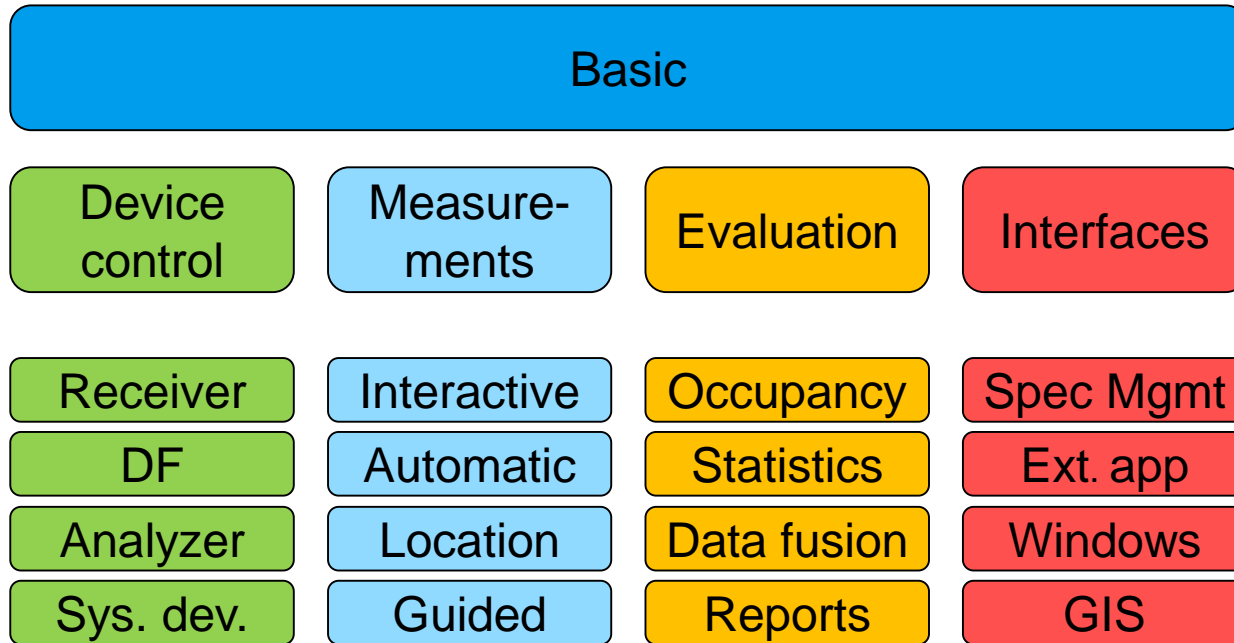 Basic
Device
control
Measure-
ments
Evaluation
Interfaces
Receiver
Interactive
Occupancy
Spec Mgmt
DF
Automatic
Statistics
Ext. app
Analyzer
Location
Data fusion
Windows
Sys. dev.
Guided
Reports
GIS